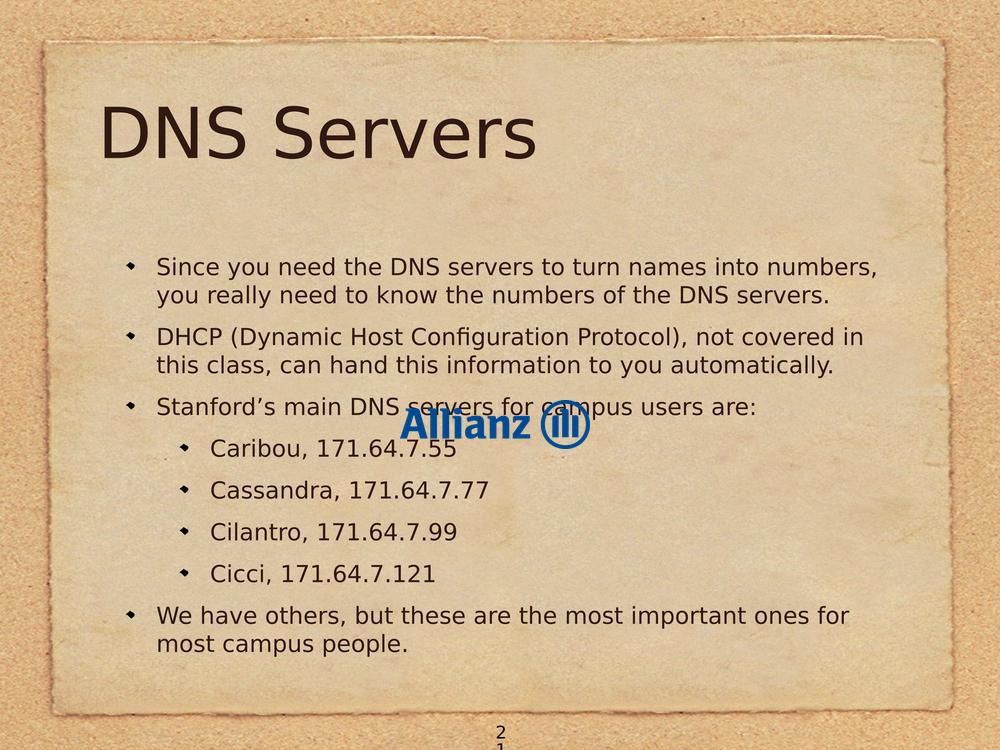 DNS Servers
Since you need the DNS servers to turn names into numbers,
you really need to know the numbers of the DNS servers.
DHCP (Dynamic Host Configuration Protocol), not covered in
this class, can hand this information to you automatically.
Stanford’s main DNS servers for campus users are:
Allianz
Caribou, 171.64.7.55
Cassandra, 171.64.7.77
Cilantro, 171.64.7.99
Cicci, 171.64.7.121
We have others, but these are the most important ones for
most campus people.
2
1